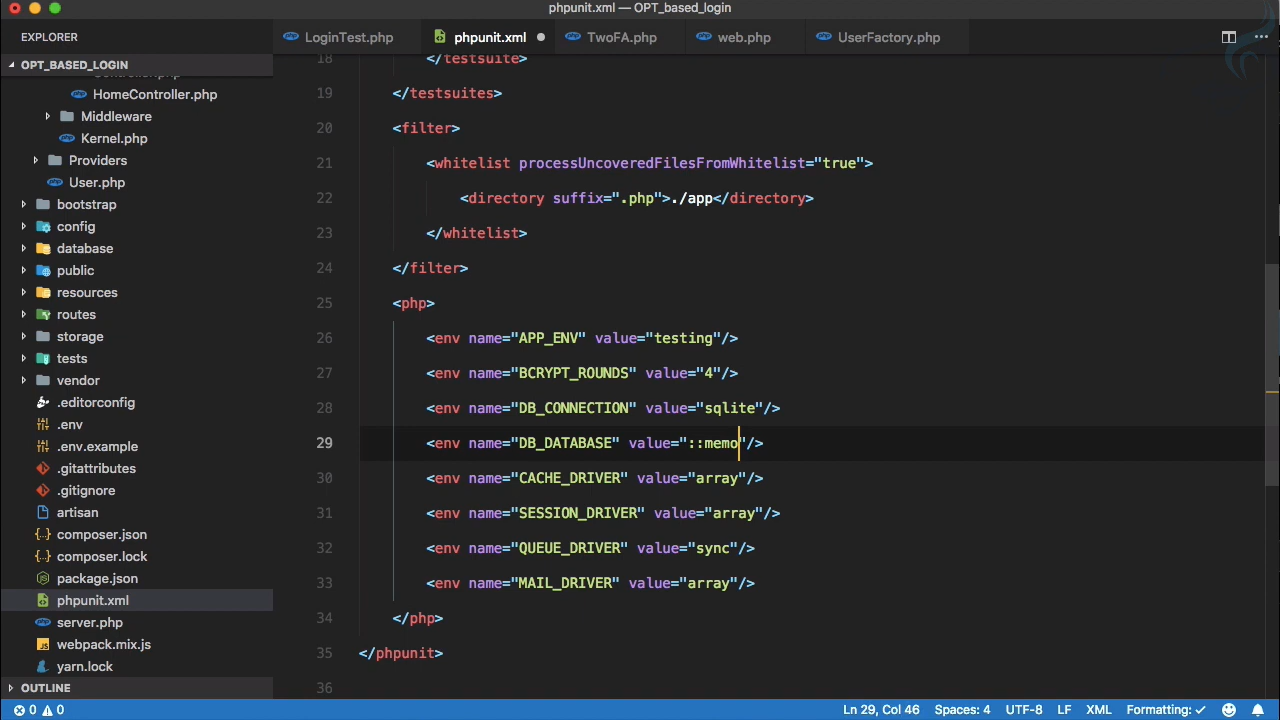 phpunit.xml — OPT_based_login
EXPLORER
LoginTest.php
phpunit.xml
TwoFA.php
web.php
UserFactory.php
OPT_BASED_LOGIN
HomeController.php
Middleware
Kernel.php
Providers
User.php
bootstrap
config
database
public
resources
routes
storage
tests
vendor
.editorconfig
.env
.env.example
.gitattributes
.gitignore
artisan
composer.json
composer.lock
package.json
phpunit.xml
server.php
webpack.mix.js
yarn.lock
OUTLINE
18 </testsuite>
19 </testsuites>
20 <filter>
21 <whitelist processUncoveredFilesFromWhitelist="true">
22 <directory suffix=".php">./app</directory>
23 </whitelist>
24 </filter>
25 <php>
26 <env name="APP_ENV" value="testing"/>
27 <env name="BCRYPT_ROUNDS" value="4"/>
28 <env name="DB_CONNECTION" value="sqlite"/>
29 <env name="DB_DATABASE" value="::memo"/>
30 <env name="CACHE_DRIVER" value="array"/>
31 <env name="SESSION_DRIVER" value="array"/>
32 <env name="QUEUE_DRIVER" value="sync"/>
33 <env name="MAIL_DRIVER" value="array"/>
34 </php>
35 </phpunit>
36
0 0 Ln 29, Col 46 Spaces: 4 UTF-8 LF XML Formatting: ✓